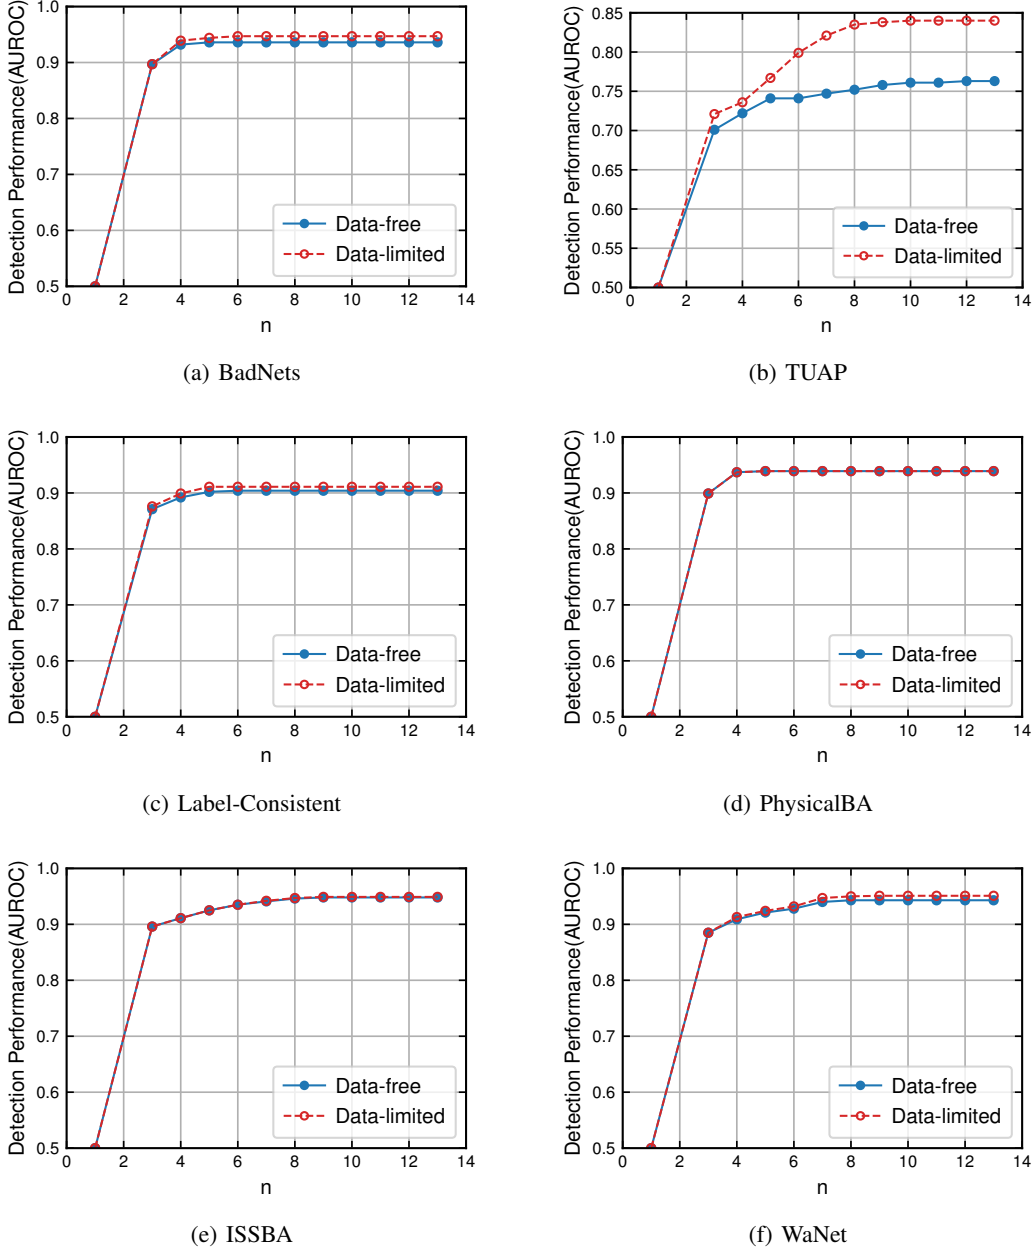 Detection Performance(AUROC)
1.0
0.9
0.8
0.7
0.6
0.5
0 2 4 6 8 10 12 14
n
Data-free
Data-limited
(a) BadNets
Detection Performance(AUROC)
0.85
0.80
0.75
0.70
0.65
0.60
0.55
0.50
0 2 4 6 8 10 12 14
n
Data-free
Data-limited
(b) TUAP
Detection Performance(AUROC)
1.0
0.9
0.8
0.7
0.6
0.5
0 2 4 6 8 10 12 14
n
Data-free
Data-limited
(c) Label-Consistent
Detection Performance(AUROC)
1.0
0.9
0.8
0.7
0.6
0.5
0 2 4 6 8 10 12 14
n
Data-free
Data-limited
(d) PhysicalBA
Detection Performance(AUROC)
1.0
0.9
0.8
0.7
0.6
0.5
0 2 4 6 8 10 12 14
n
Data-free
Data-limited
(e) ISSBA
Detection Performance(AUROC)
1.0
0.9
0.8
0.7
0.6
0.5
0 2 4 6 8 10 12 14
n
Data-free
Data-limited
(f) WaNet